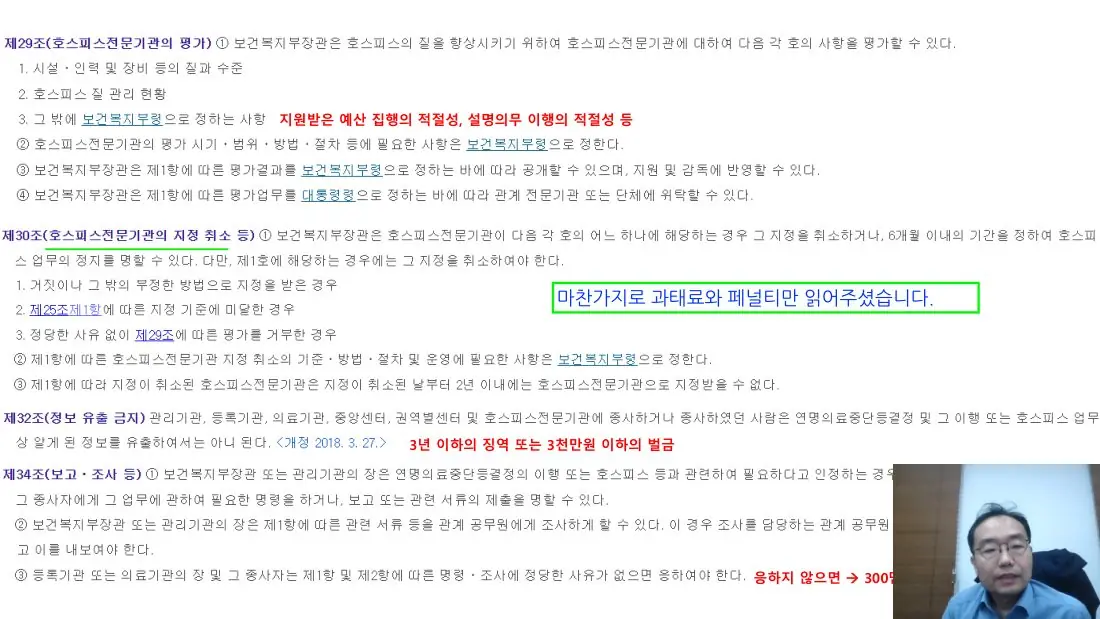 제29조(호스피스전문기관의 평가) ① 보건복지부장관은 호스피스의 질을 향상시키기 위하여 호스피스전문기관에 대하여 다음 각 호의 사항을 평가할 수 있다.
1. 시설ㆍ인력 및 장비 등의 질과 수준
2. 호스피스 질 관리 현황
3. 그 밖에 보건복지부령으로 정하는 사항 지원받은 예산 집행의 적절성, 설명의무 이행의 적절성 등
② 호스피스전문기관의 평가 시기ㆍ범위ㆍ방법ㆍ절차 등에 필요한 사항은 보건복지부령으로 정한다.
③ 보건복지부장관은 제1항에 따른 평가결과를 보건복지부령으로 정하는 바에 따라 공개할 수 있으며, 지원 및 감독에 반영할 수 있다.
④ 보건복지부장관은 제1항에 따른 평가업무를 대통령령으로 정하는 바에 따라 관계 전문기관 또는 단체에 위탁할 수 있다.
제30조(호스피스전문기관의 지정 취소 등) ① 보건복지부장관은 호스피스전문기관이 다음 각 호의 어느 하나에 해당하는 경우 그 지정을 취소하거나, 6개월 이내의 기간을 정하여 호스피
스 업무의 정지를 명할 수 있다. 다만, 제1호에 해당하는 경우에는 그 지정을 취소하여야 한다.
1. 거짓이나 그 밖의 부정한 방법으로 지정을 받은 경우
마찬가지로 과태료와 페널티만 읽어주셨습니다.
2. 제25조제1항에 따른 지정 기준에 미달한 경우
3. 정당한 사유 없이 제29조에 따른 평가를 거부한 경우
② 제1항에 따른 호스피스전문기관 지정 취소의 기준ㆍ방법ㆍ절차 및 운영에 필요한 사항은 보건복지부령으로 정한다.
③ 제1항에 따라 지정이 취소된 호스피스전문기관은 지정이 취소된 날부터 2년 이내에는 호스피스전문기관으로 지정받을 수 없다.
제32조(정보 유출 금지) 관리기관, 등록기관, 의료기관, 중앙센터, 권역별센터 및 호스피스전문기관에 종사하거나 종사하였던 사람은 연명의료중단등결정 및 그 이행 또는 호스피스 업무
상 알게 된 정보를 유출하여서는 아니 된다. <개정 2018. 3. 27.> 3년 이하의 징역 또는 3천만원 이하의 벌금
제34조(보고ㆍ조사 등) ① 보건복지부장관 또는 관리기관의 장은 연명의료중단등결정의 이행 또는 호스피스 등과 관련하여 필요하다고 인정하는 경우
그 종사자에게 그 업무에 관하여 필요한 명령을 하거나, 보고 또는 관련 서류의 제출을 명할 수 있다.
② 보건복지부장관 또는 관리기관의 장은 제1항에 따른 관련 서류 등을 관계 공무원에게 조사하게 할 수 있다. 이 경우 조사를 담당하는 관계 공무원
고 이를 내보여야 한다.
③ 등록기관 또는 의료기관의 장 및 그 종사자는 제1항 및 제2항에 따른 명령ㆍ조사에 정당한 사유가 없으면 응하여야 한다. 응하지 않으면 → 300